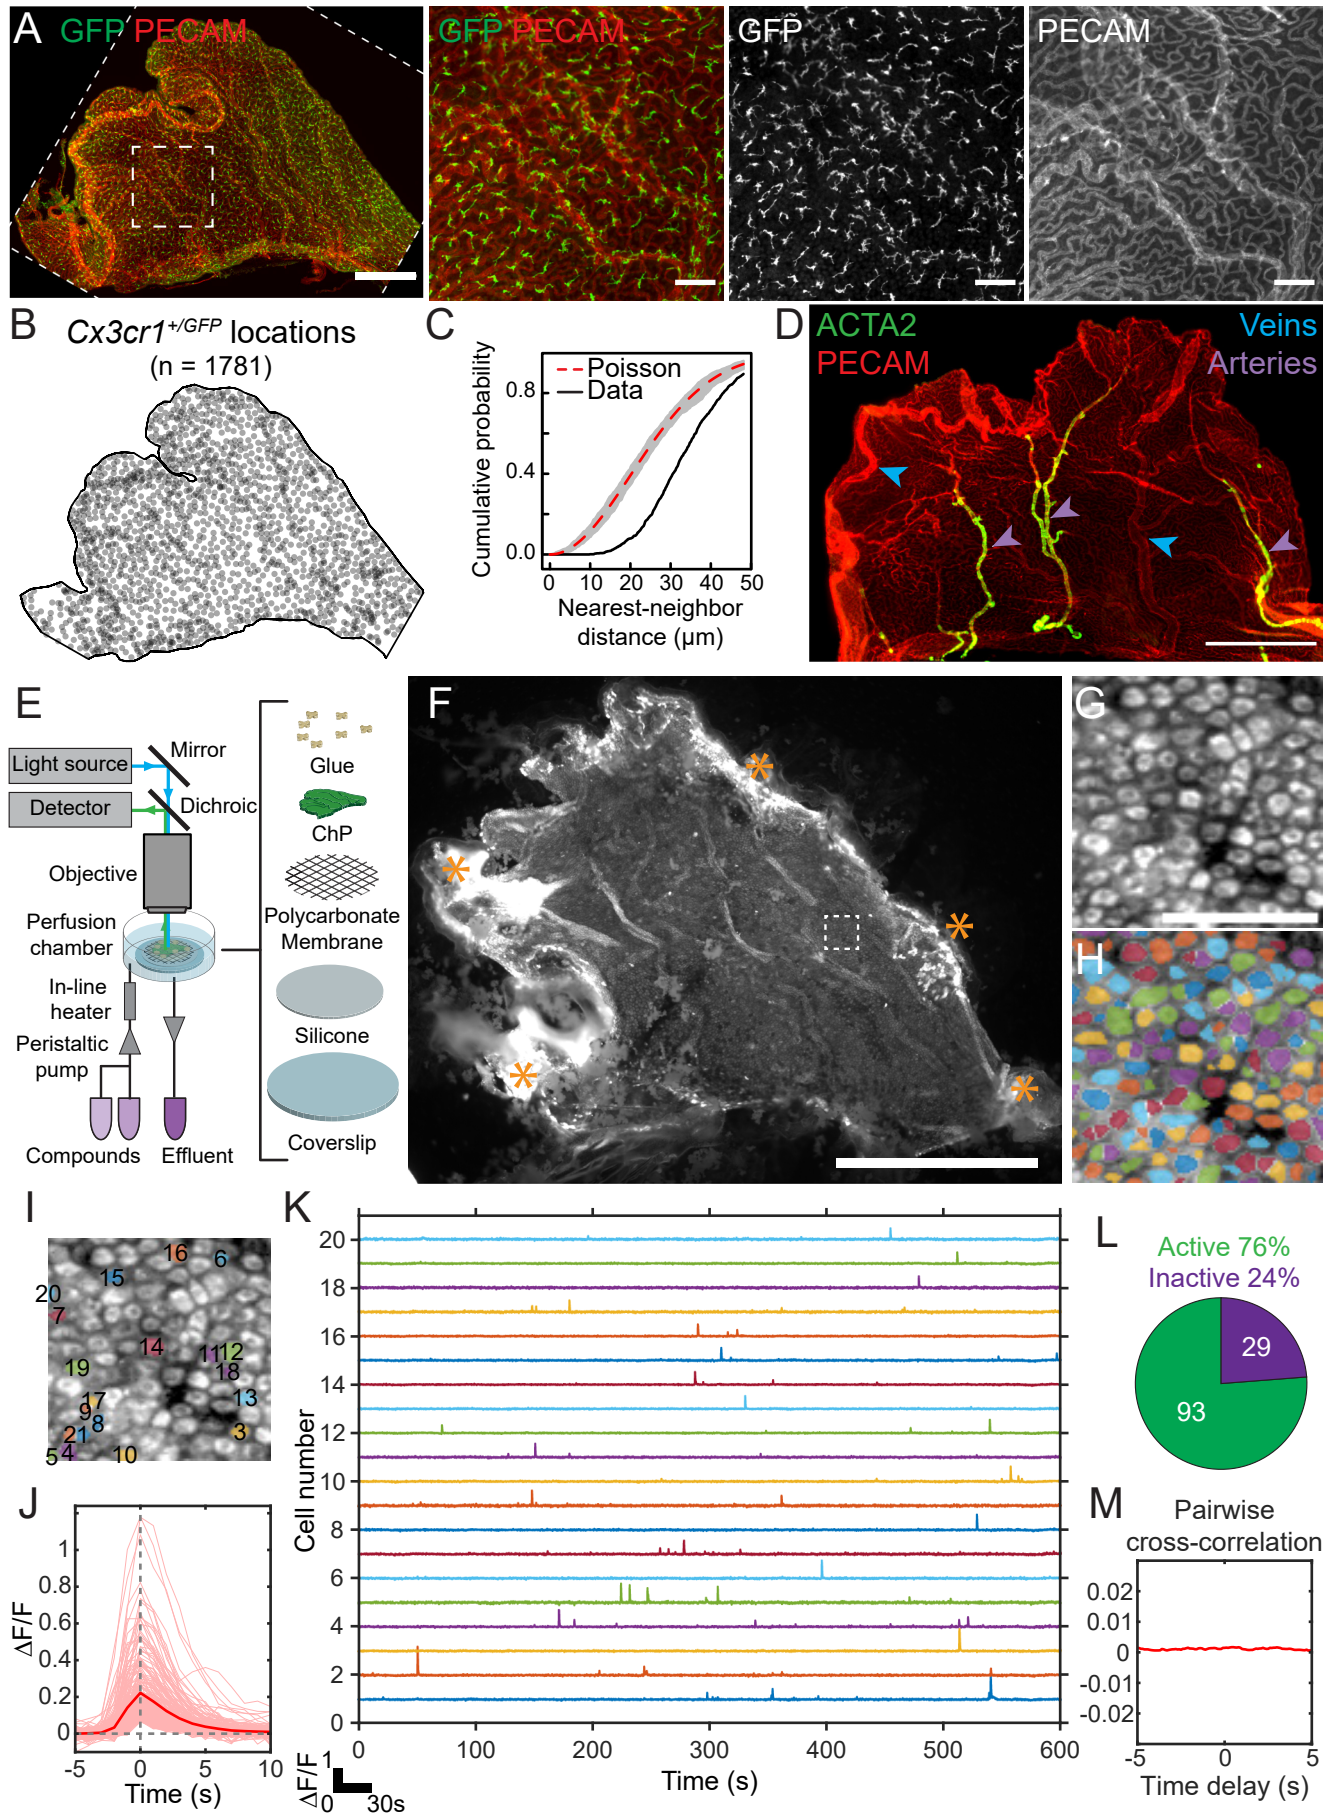 A GFP PECAM
GFP PECAM
GFP
PECAM
B Cx3cr1+/GFP locations
(n = 1781)
C
Cumulative probability
0.8
0.4
0.0
Poisson
Data
0 10 20 30 40 50
Nearest-neighbor
distance (µm)
D ACTA2
PECAM
Veins
Arteries
E
Light source
Mirror
Detector
Dichroic
Objective
Perfusion
chamber
In-line
heater
Peristaltic
pump
Compounds
Effluent
Glue
ChP
Polycarbonate
Membrane
Silicone
Coverslip
F
* * * * *
G
H
I
16 6
15
20
7
14
11 12
19 18
17 13
9
8
2 1 3
5 4 10
J
ΔF/F
1
0.8
0.6
0.4
0.2
0
-5 0 5 10
Time (s)
K
Cell number
20
18
16
14
12
10
8
6
4
2
0
0 100 200 300 400 500 600
Time (s)
ΔF/F
1
0 30s
L
Active 76%
Inactive 24%
29
93
M
Pairwise
cross-correlation
0.02
0.01
0
-0.01
-0.02
-5 0 5
Time delay (s)